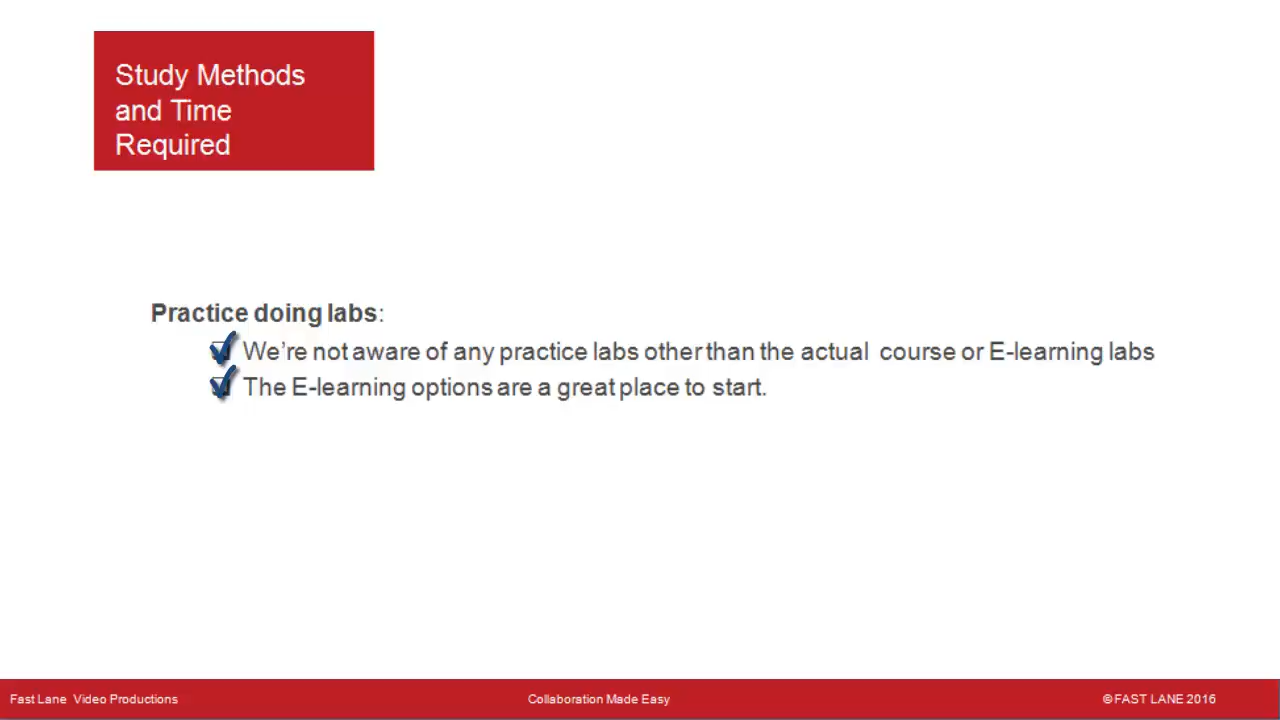 Study Methods
and Time
Required
Practice doing labs:
We're not aware of any practice labs other than the actual  course or E-learning labs
The E-learning options are a great place to start.
Fast Lane  Video Productions
Collaboration Made Easy
© FAST LANE 2016